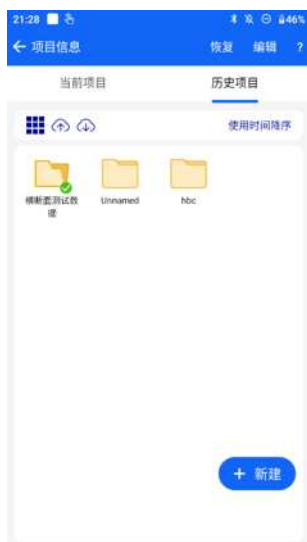 21:28 46%
项目信息 恢复 编辑 ?
当前项目 历史项目
使用时间降序
横断面测试数据 Unnamed hbc
+ 新建